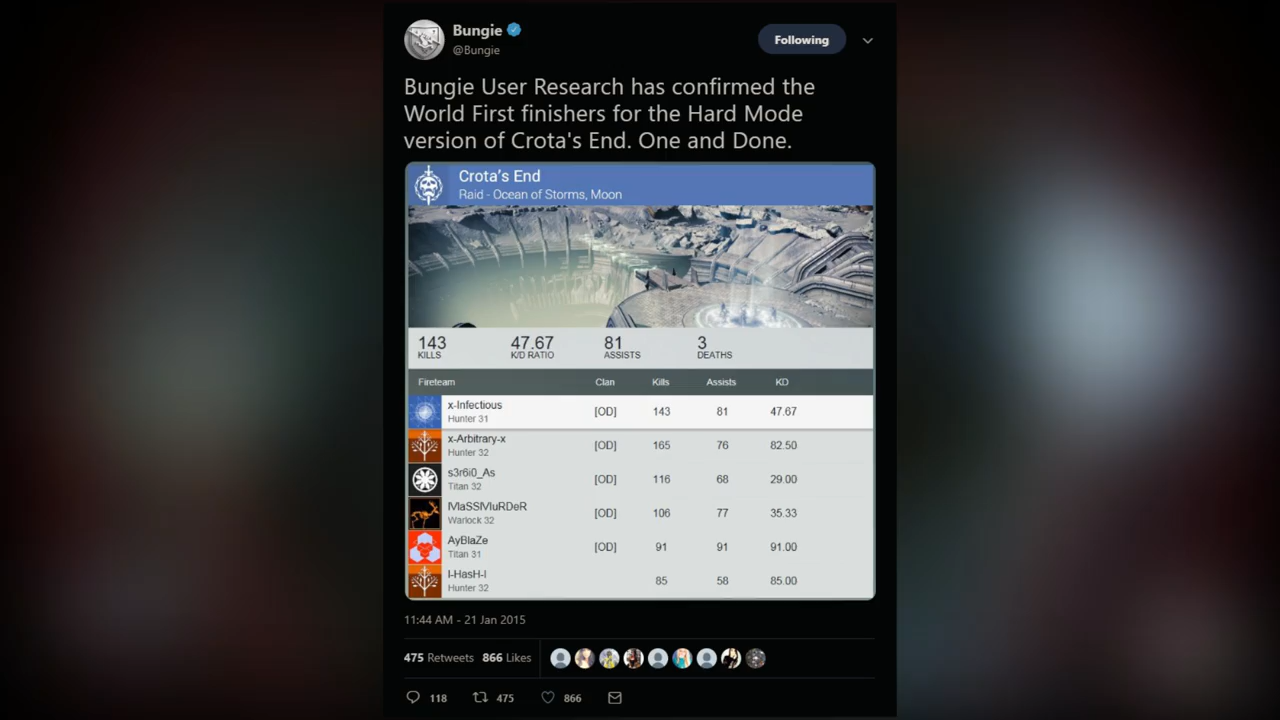 Bungie
@Bungie
Following
Bungie User Research has confirmed the
World First finishers for the Hard Mode
version of Crota's End. One and Done.
Crota's End
Raid - Ocean of Storms, Moon
143 47.67 81 3
KILLS K/D RATIO ASSISTS DEATHS
Fireteam Clan Kills Assists KD
x-Infectious
Hunter 31
[OD] 143 81 47.67
x-Arbitrary-x
Hunter 32
[OD] 165 76 82.50
s3r6i0_As
Titan 32
[OD] 116 68 29.00
IVIaSSIVIuRDeR
Warlock 32
[OD] 106 77 35.33
AyBlaZe
Titan 31
[OD] 91 91 91.00
I-HasH-I
Hunter 32
85 58 85.00
11:44 AM - 21 Jan 2015
475 Retweets 866 Likes
118 475 866